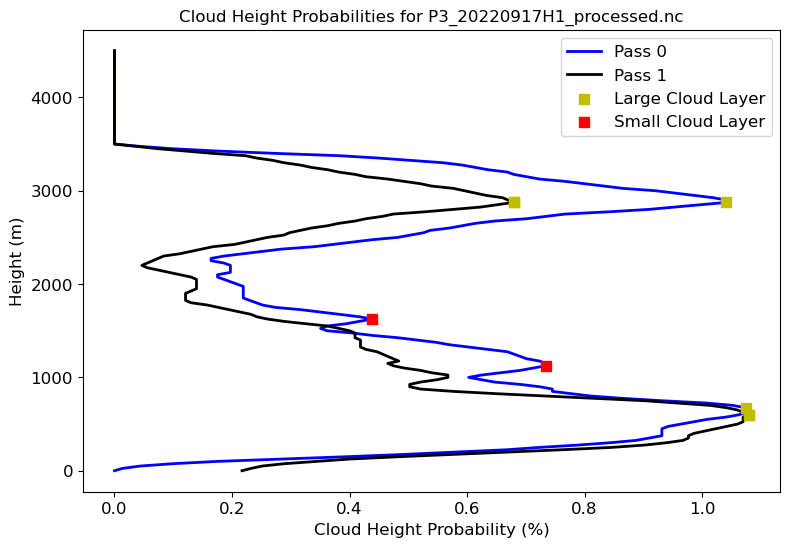 Cloud Height Probabilities for P3_20220917H1_processed.nc
Pass 0
Pass 1
Large Cloud Layer
Small Cloud Layer
4000
3000
2000
1000
0
Height (m)
0.0 0.2 0.4 0.6 0.8 1.0
Cloud Height Probability (%)